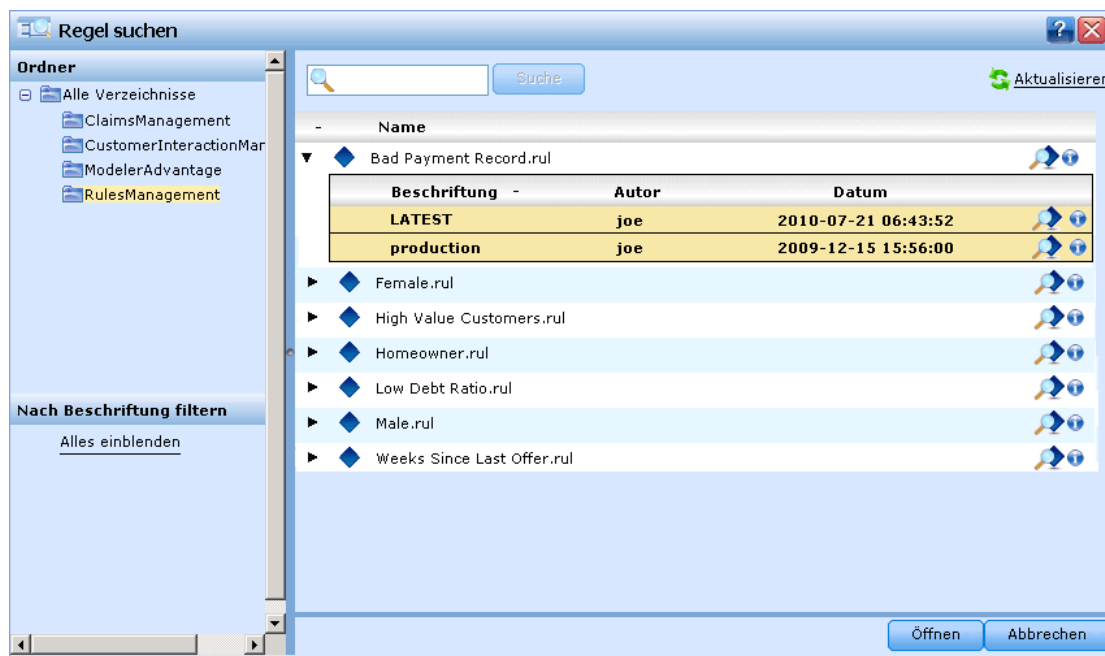 Regel suchen
Ordner
Alle Verzeichnisse
ClaimsManagement
CustomerInteractionMar
ModelerAdvantage
RulesManagement
Nach Beschriftung filtern
Alles einblenden
Suche
Aktualisieren
- Name
Bad Payment Record.rul
Beschriftung - Autor Datum
LATEST joe 2010-07-21 06:43:52
production joe 2009-12-15 15:56:00
Female.rul
High Value Customers.rul
Homeowner.rul
Low Debt Ratio.rul
Male.rul
Weeks Since Last Offer.rul
Öffnen Abbrechen